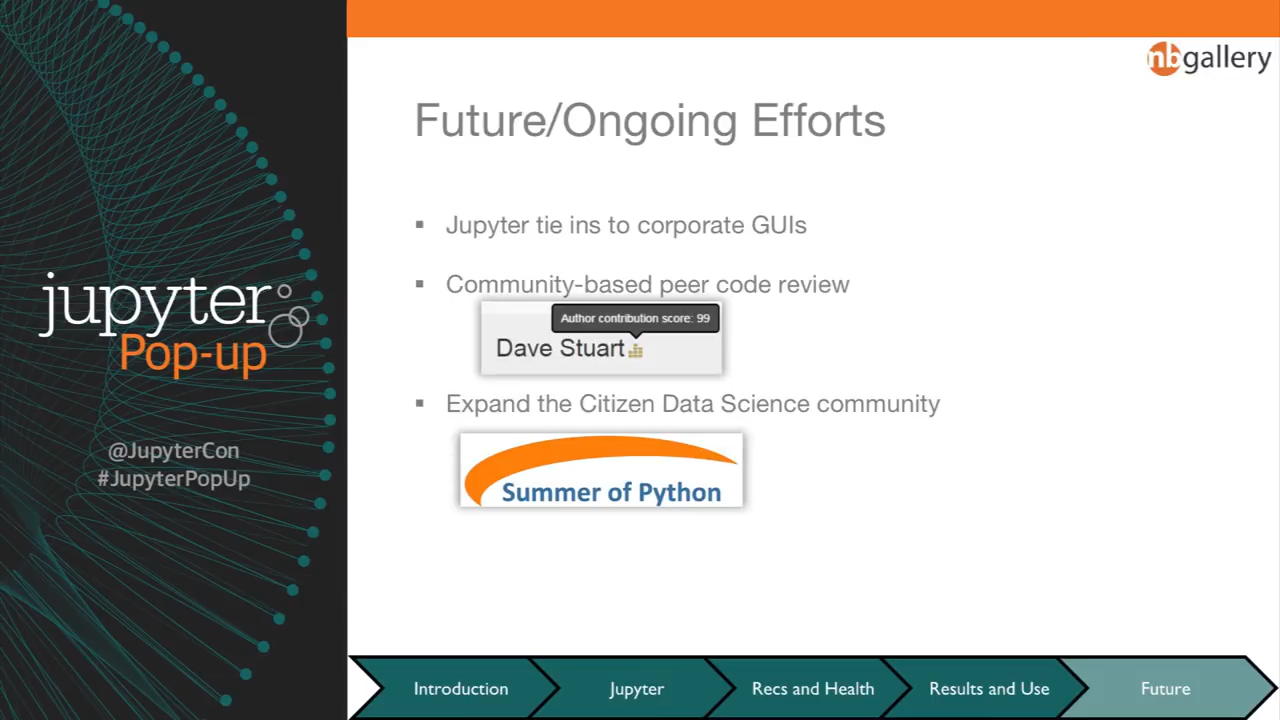 nbgallery
Future/Ongoing Efforts
▪ Jupyter tie ins to corporate GUIs
▪ Community-based peer code review
Author contribution score: 99
Dave Stuart
▪ Expand the Citizen Data Science community
Summer of Python
jupyter
Pop-up
@JupyterCon
#JupyterPopUp
Introduction
Jupyter
Recs and Health
Results and Use
Future